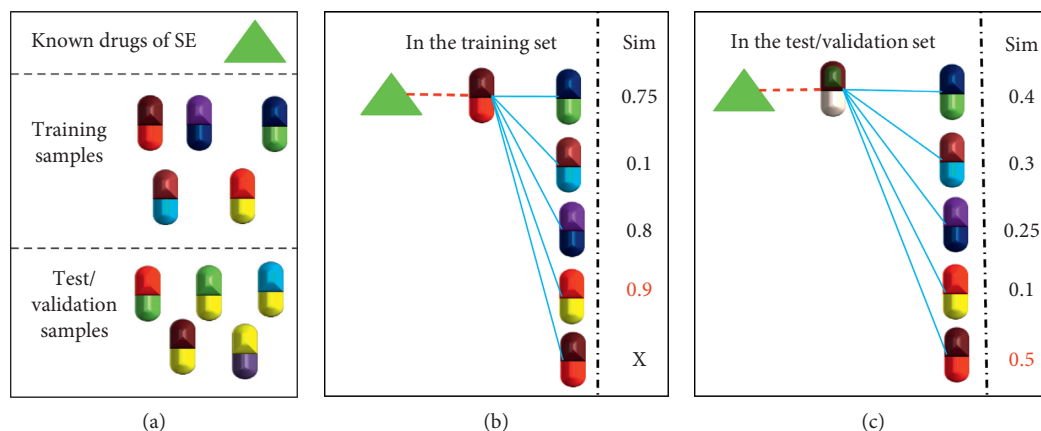 Known drugs of SE
Training
samples
Test/
validation
samples
(a)
In the training set
Sim
0.75
0.1
0.8
0.9
X
(b)
In the test/validation set
Sim
0.4
0.3
0.25
0.1
0.5
(c)